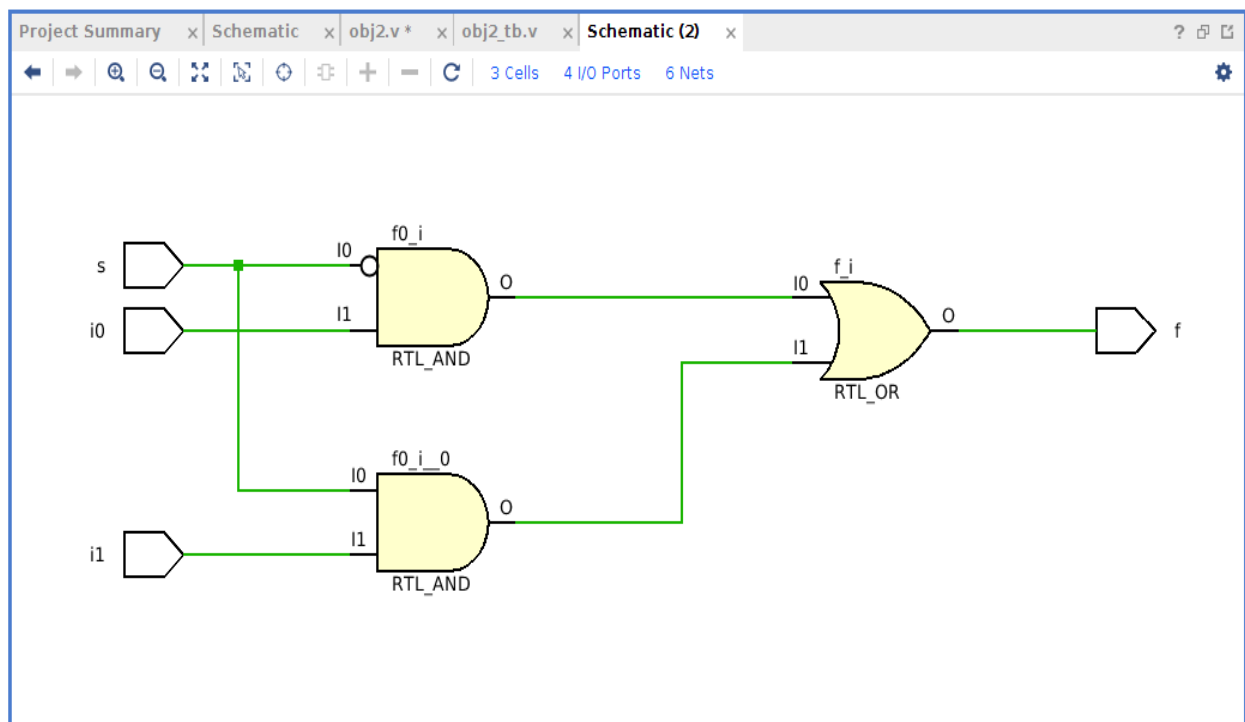 Project Summary x Schematic x obj2.v * x obj2_tb.v x Schematic (2) x ?
3 Cells 4 I/O Ports 6 Nets
f0_i
s I0 O
f_i
I0
i0 I1
RTL_AND
O f
I1
RTL_OR
f0_i__0
I0
O
i1 I1
RTL_AND